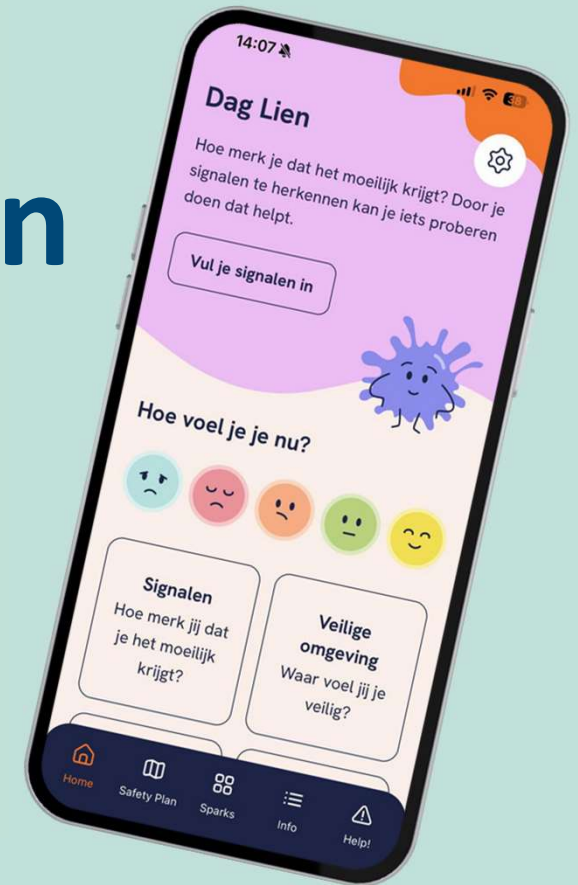 n
14:07
38
Dag Lien
Hoe merk je dat het moeilijk krijgt? Door je
signalen te herkennen kan je iets proberen
doen dat helpt.
Vul je signalen in
Hoe voel je je nu?
Signalen
Hoe merk jij dat
je het moeilijk
krijgt?
Veilige
omgeving
Waar voel jij je
veilig?
Home
Safety Plan
Sparks
Info
Help!